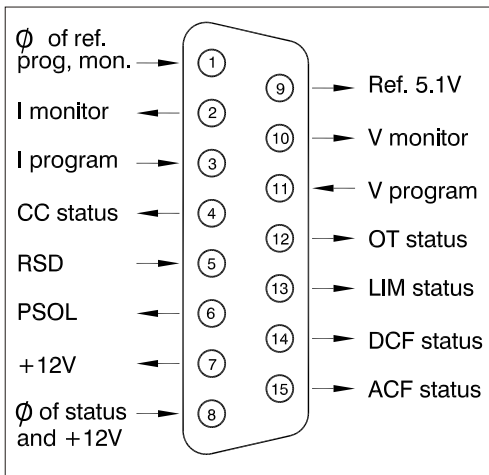 ϕ of ref.
prog, mon.
I monitor
I program
CC status
RSD
PSOL
+12V
ϕ of status
and +12V
1
2
3
4
5
6
7
8
9
10
11
12
13
14
15
Ref. 5.1V
V monitor
V program
OT status
LIM status
DCF status
ACF status